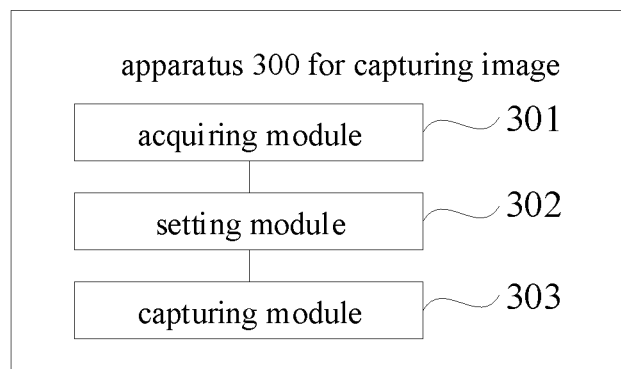 apparatus 300 for capturing image
acquiring module 301
setting module 302
capturing module 303